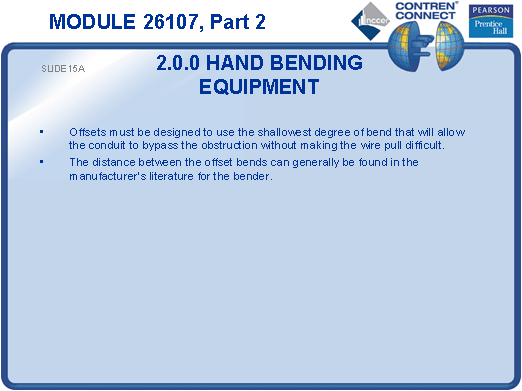 MODULE 26107, Part 2
nccer
CONTREN®
CONNECT
PEARSON
Prentice
Hall
SLIDE 15A
2.0.0 HAND BENDING
EQUIPMENT
• Offsets must be designed to use the shallowest degree of bend that will allow
the conduit to bypass the obstruction without making the wire pull difficult.
• The distance between the offset bends can generally be found in the
manufacturer's literature for the bender.